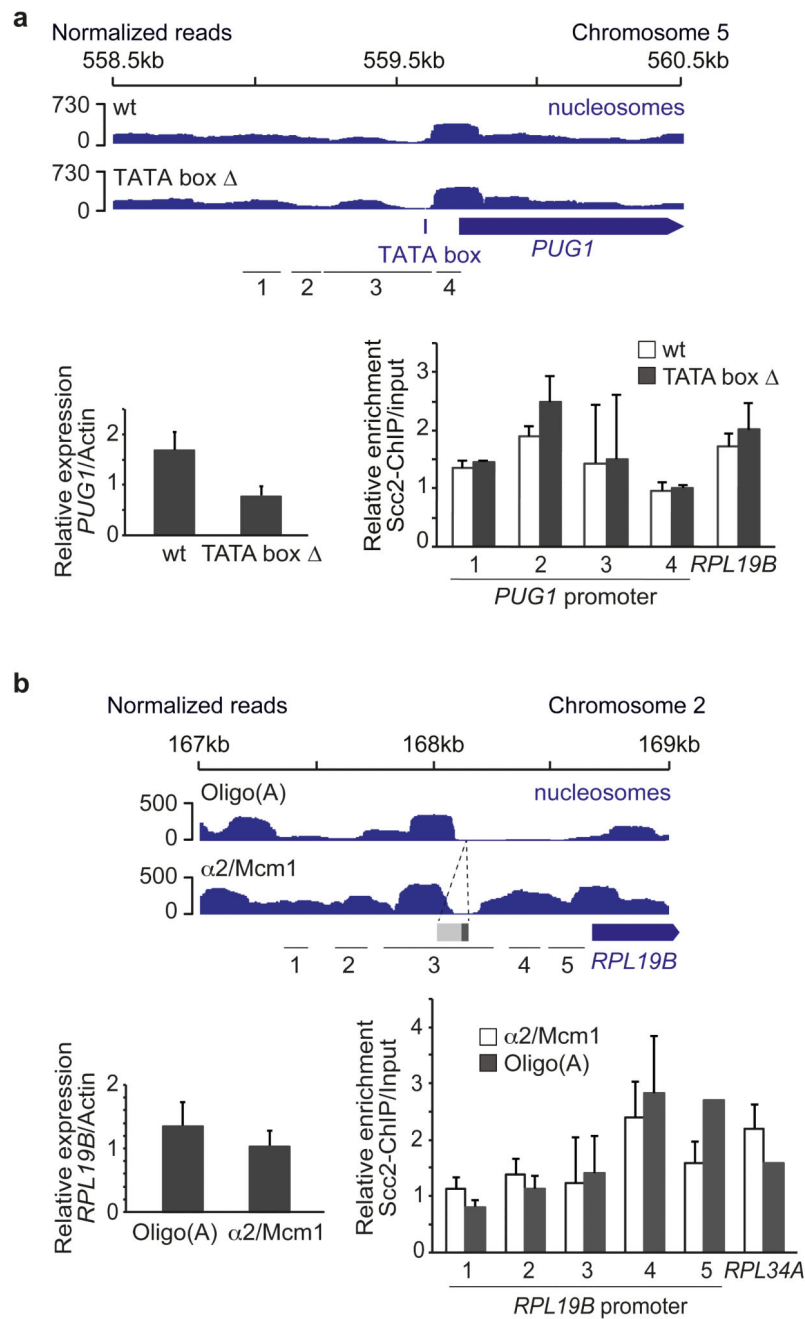 a
Normalized reads Chromosome 5
558.5kb 559.5kb 560.5kb
730 wt nucleosomes
0
730
TATA box Δ
0
TATA box PUG1
1 2 3 4
Relative expression
PUG1/Actin
2
1
0
wt TATA box Δ
Relative enrichment
Scc2-ChIP/input
3
2
1
0
wt
TATA box Δ
1 2 3 4 RPL19B
PUG1 promoter
b
Normalized reads Chromosome 2
167kb 168kb 169kb
500 Oligo(A) nucleosomes
0
500 α2/Mcm1
0
1 2 3 4 5 RPL19B
Relative expression
RPL19B/Actin
2
1
0
Oligo(A) α2/Mcm1
Relative enrichment
Scc2-ChIP/Input
4
3
2
1
0
α2/Mcm1
Oligo(A)
1 2 3 4 5 RPL34A
RPL19B promoter